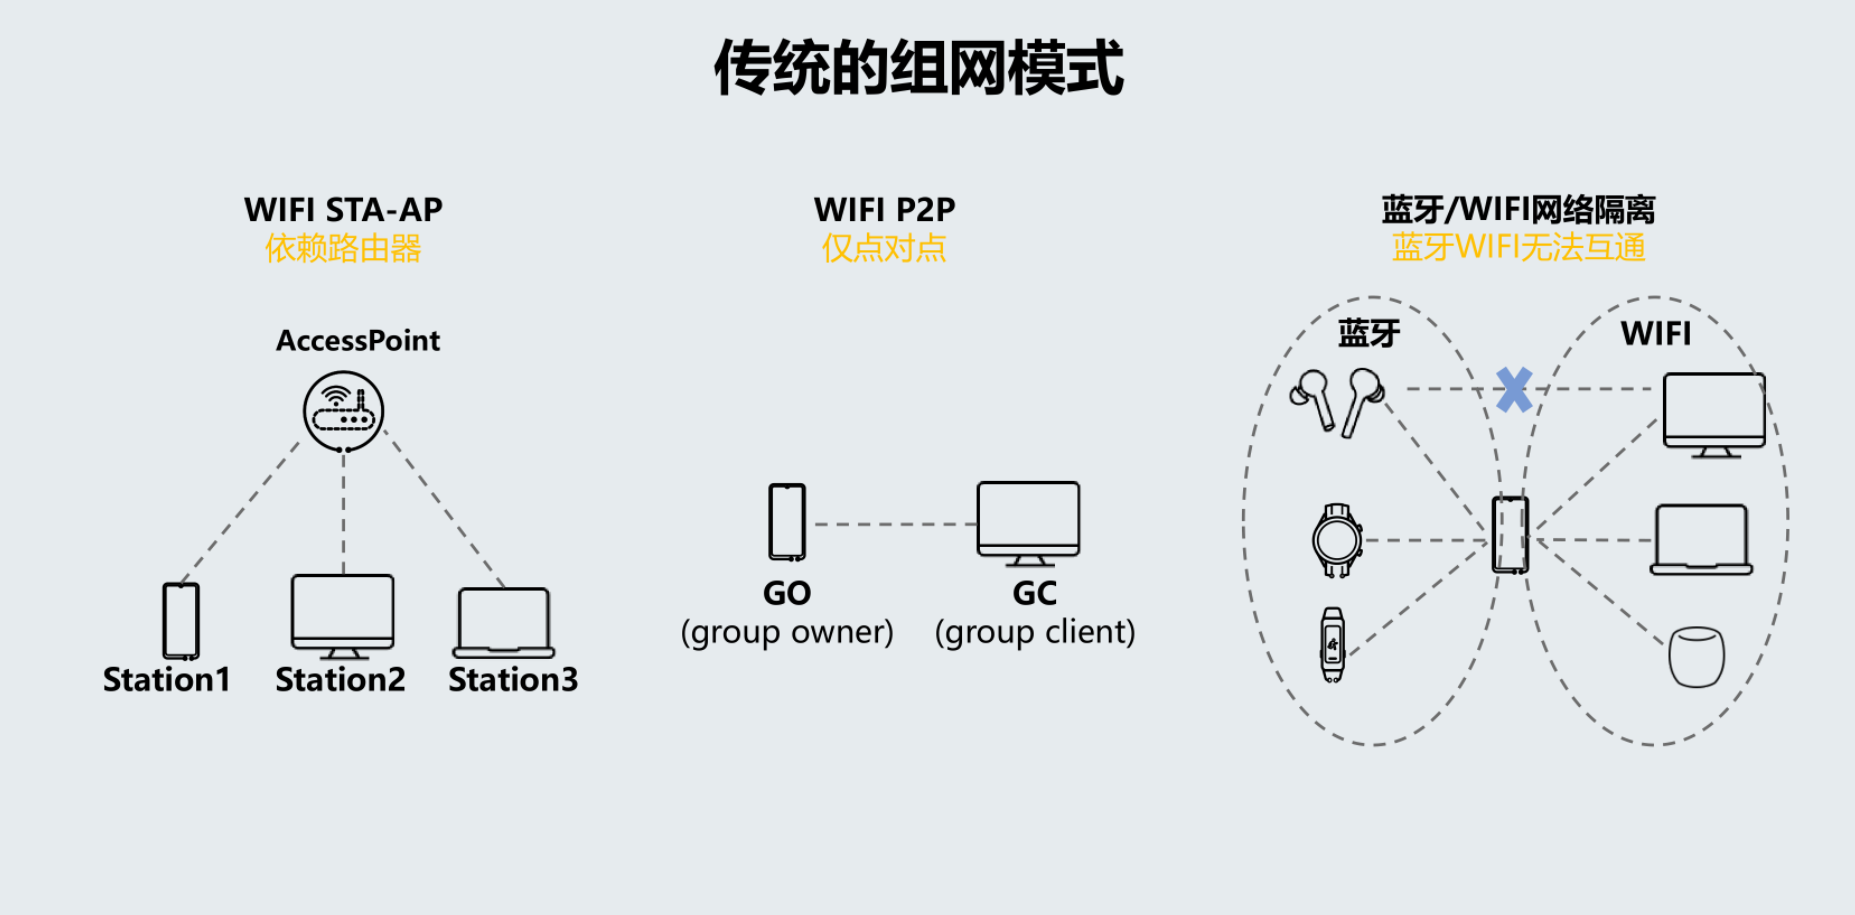 传统的组网模式
WIFI STA-AP
依赖路由器
AccessPoint
Station1
Station2
Station3
WIFI P2P
仅点对点
GO
(group owner)
GC
(group client)
蓝牙/WIFI网络隔离
蓝牙WIFI无法互通
蓝牙
WIFI